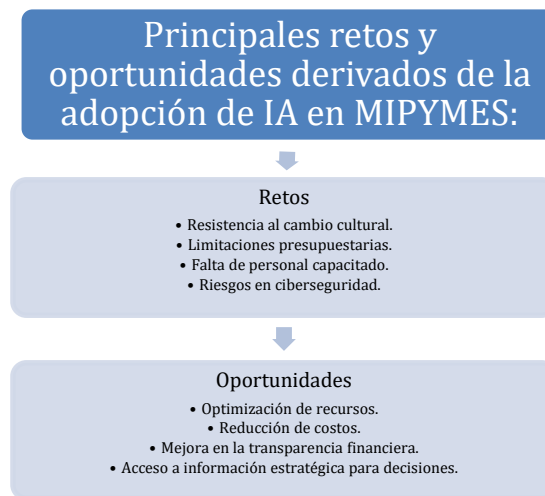 Principales retos y
oportunidades derivados de la
adopción de IA en MIPYMES:
Retos
• Resistencia al cambio cultural.
• Limitaciones presupuestarias.
• Falta de personal capacitado.
• Riesgos en ciberseguridad.
Oportunidades
• Optimización de recursos.
• Reducción de costos.
• Mejora en la transparencia financiera.
• Acceso a información estratégica para decisiones.